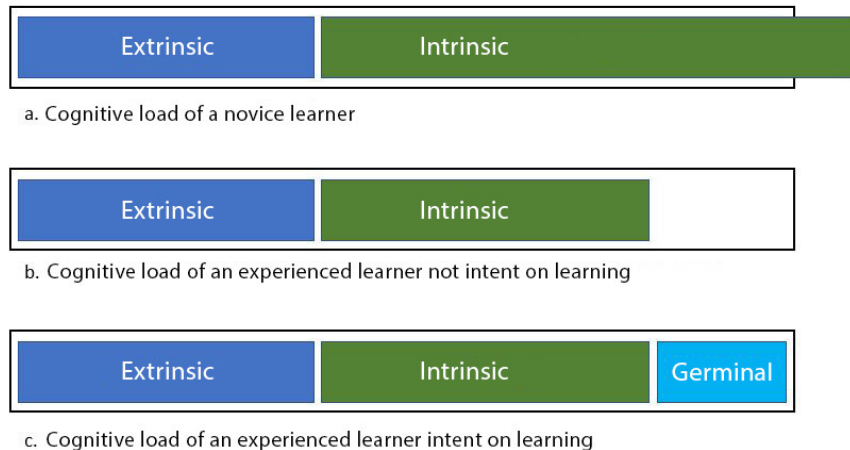 Extrinsic Intrinsic
a. Cognitive load of a novice learner
Extrinsic Intrinsic
b. Cognitive load of an experienced learner not intent on learning
Extrinsic Intrinsic Germinal
c. Cognitive load of an experienced learner intent on learning